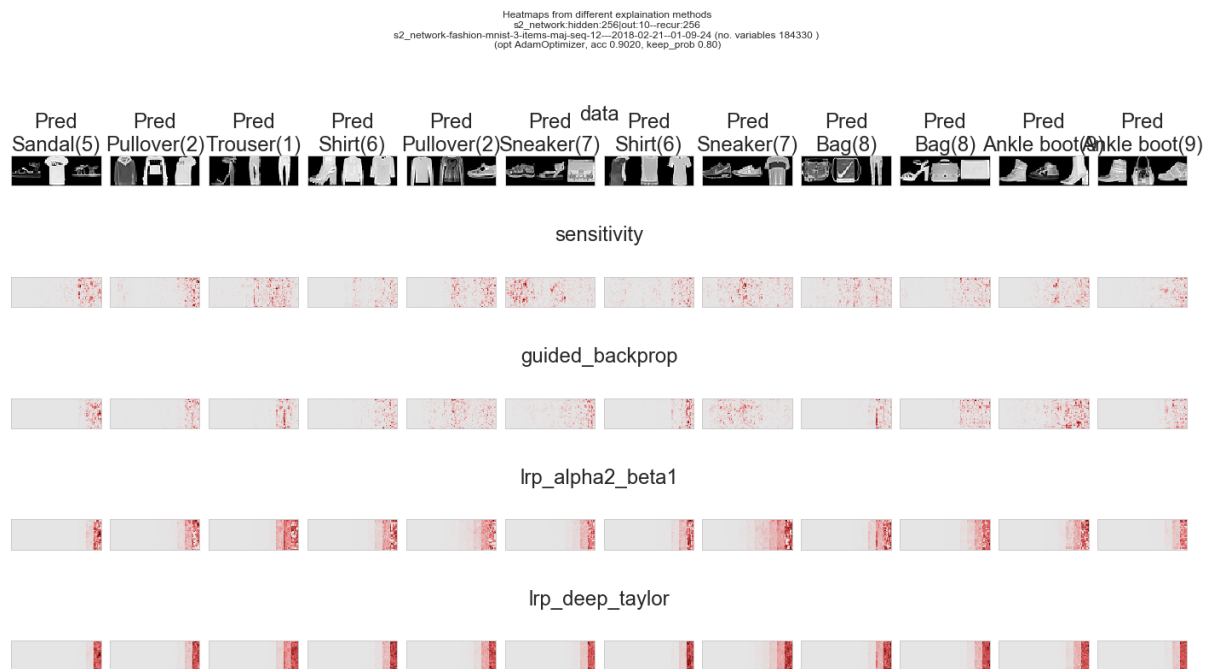 Heatmaps from different explaination methods
s2_network:hidden:256|out:10--recur:256
s2_network-fashion-mnist-3-items-maj-seq-12---2018-02-21--01-09-24 (no. variables 184330 )
(opt AdamOptimizer, acc 0.9020, keep_prob 0.80)
data
Pred Pred Pred Pred Pred Pred Pred Pred Pred Pred Pred Pred
Sandal(5) Pullover(2) Trouser(1) Shirt(6) Pullover(2) Sneaker(7) Shirt(6) Sneaker(7) Bag(8) Bag(8) Ankle boot(9) Ankle boot(9)
sensitivity
guided_backprop
lrp_alpha2_beta1
lrp_deep_taylor